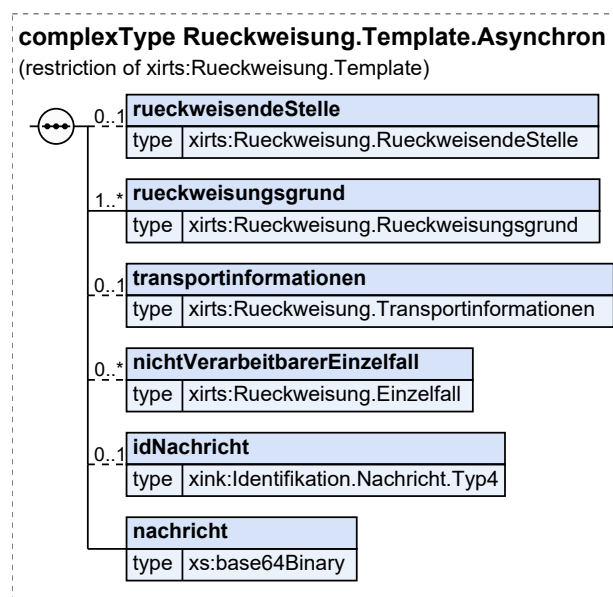 complexType Rueckweisung.Template.Asynchron
(restriction of xirts:Rueckweisung.Template)
0..1 rueckweisendeStelle
type xirts:Rueckweisung.RueckweisendeStelle
1..* rueckweisungsgrund
type xirts:Rueckweisung.Rueckweisungsgrund
0..1 transportinformationen
type xirts:Rueckweisung.Transportinformationen
0..* nichtVerarbeitbarerEinzelfall
type xirts:Rueckweisung.Einzelfall
0..1 idNachricht
type xink:Identifikation.Nachricht.Typ4
nachricht
type xs:base64Binary